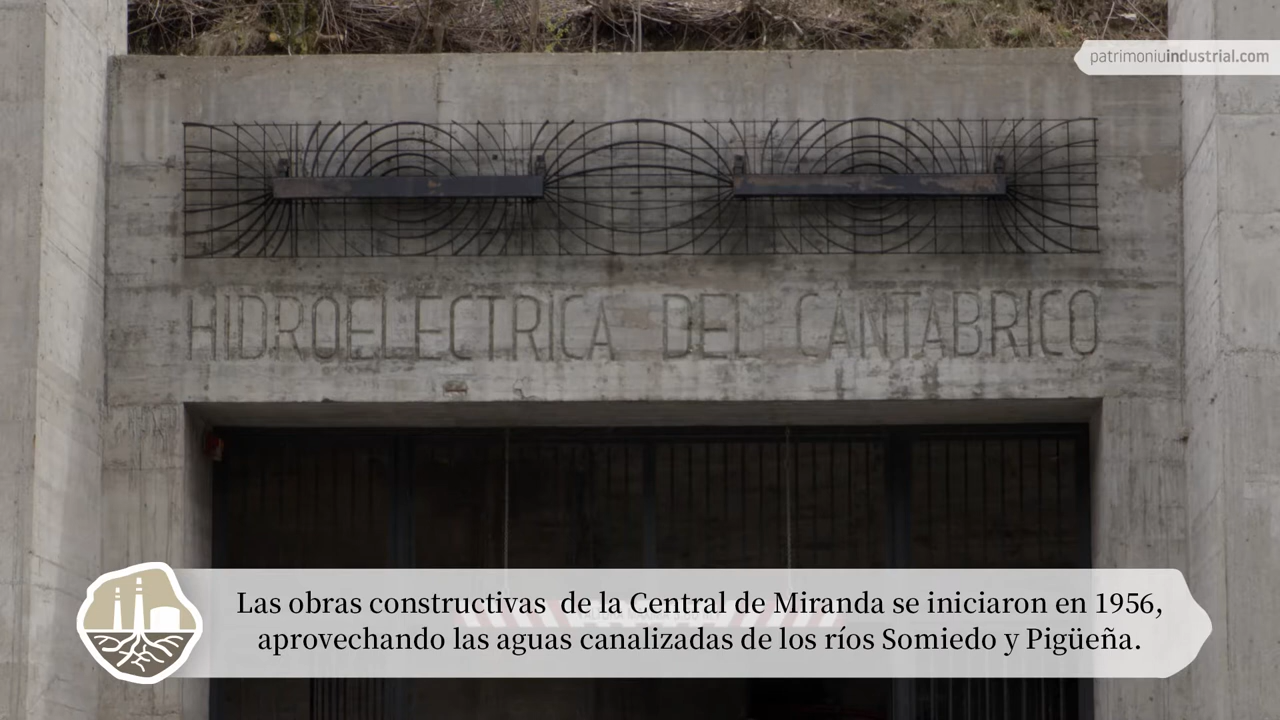 patrimoniuindustrial.com
HIDROELECTRICA DEL CANTABRICO
Las obras constructivas de la Central de Miranda se iniciaron en 1956,
aprovechando las aguas canalizadas de los ríos Somiedo y Pigüeña.